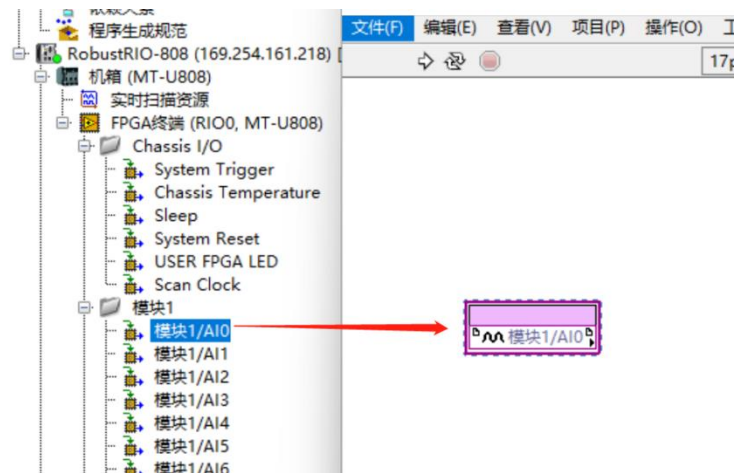 程序生成规范
RobustRIO-808 (169.254.161.218) [
机箱 (MT-U808)
实时扫描资源
FPGA终端 (RIO0, MT-U808)
Chassis I/O
System Trigger
Chassis Temperature
Sleep
System Reset
USER FPGA LED
Scan Clock
模块1
模块1/AI0
模块1/AI1
模块1/AI2
模块1/AI3
模块1/AI4
模块1/AI5
模块1/AI6
文件(F) 编辑(E) 查看(V) 项目(P) 操作(O)
17p
模块1/AI0